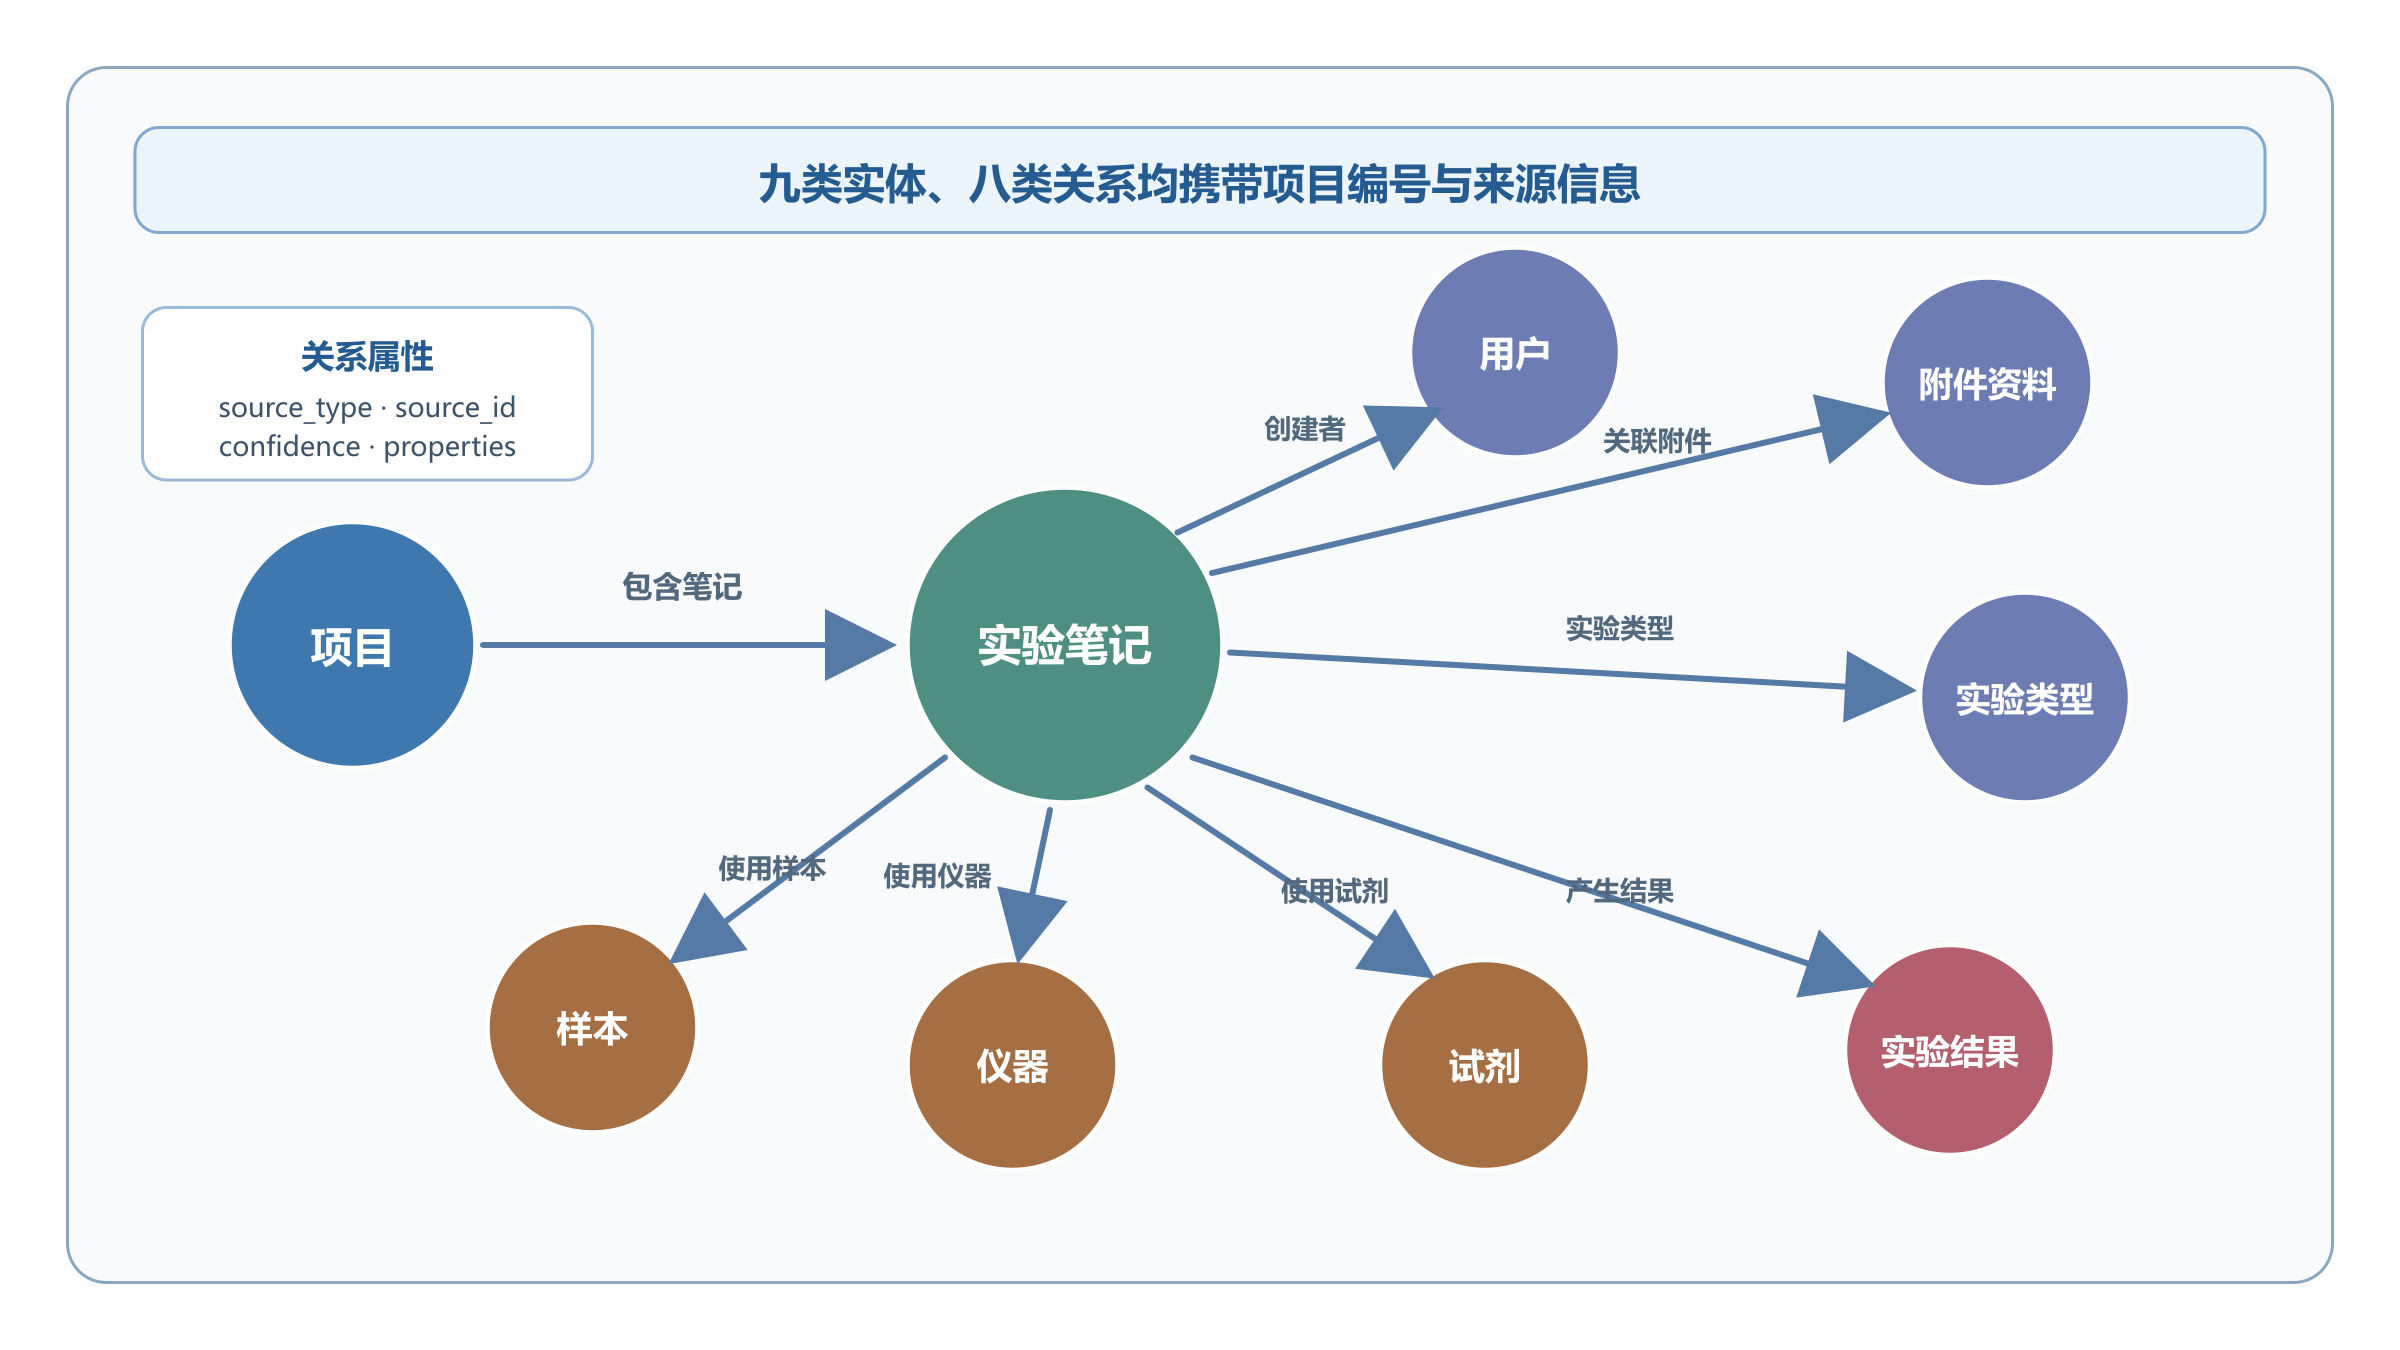 九类实体、八类关系均携带项目编号与来源信息
关系属性
source_type · source_id
confidence · properties
用户
附件资料
创建者
关联附件
包含笔记
项目
实验笔记
实验类型
实验类型
使用样本
使用仪器
使用试剂
产生结果
样本
仪器
试剂
实验结果